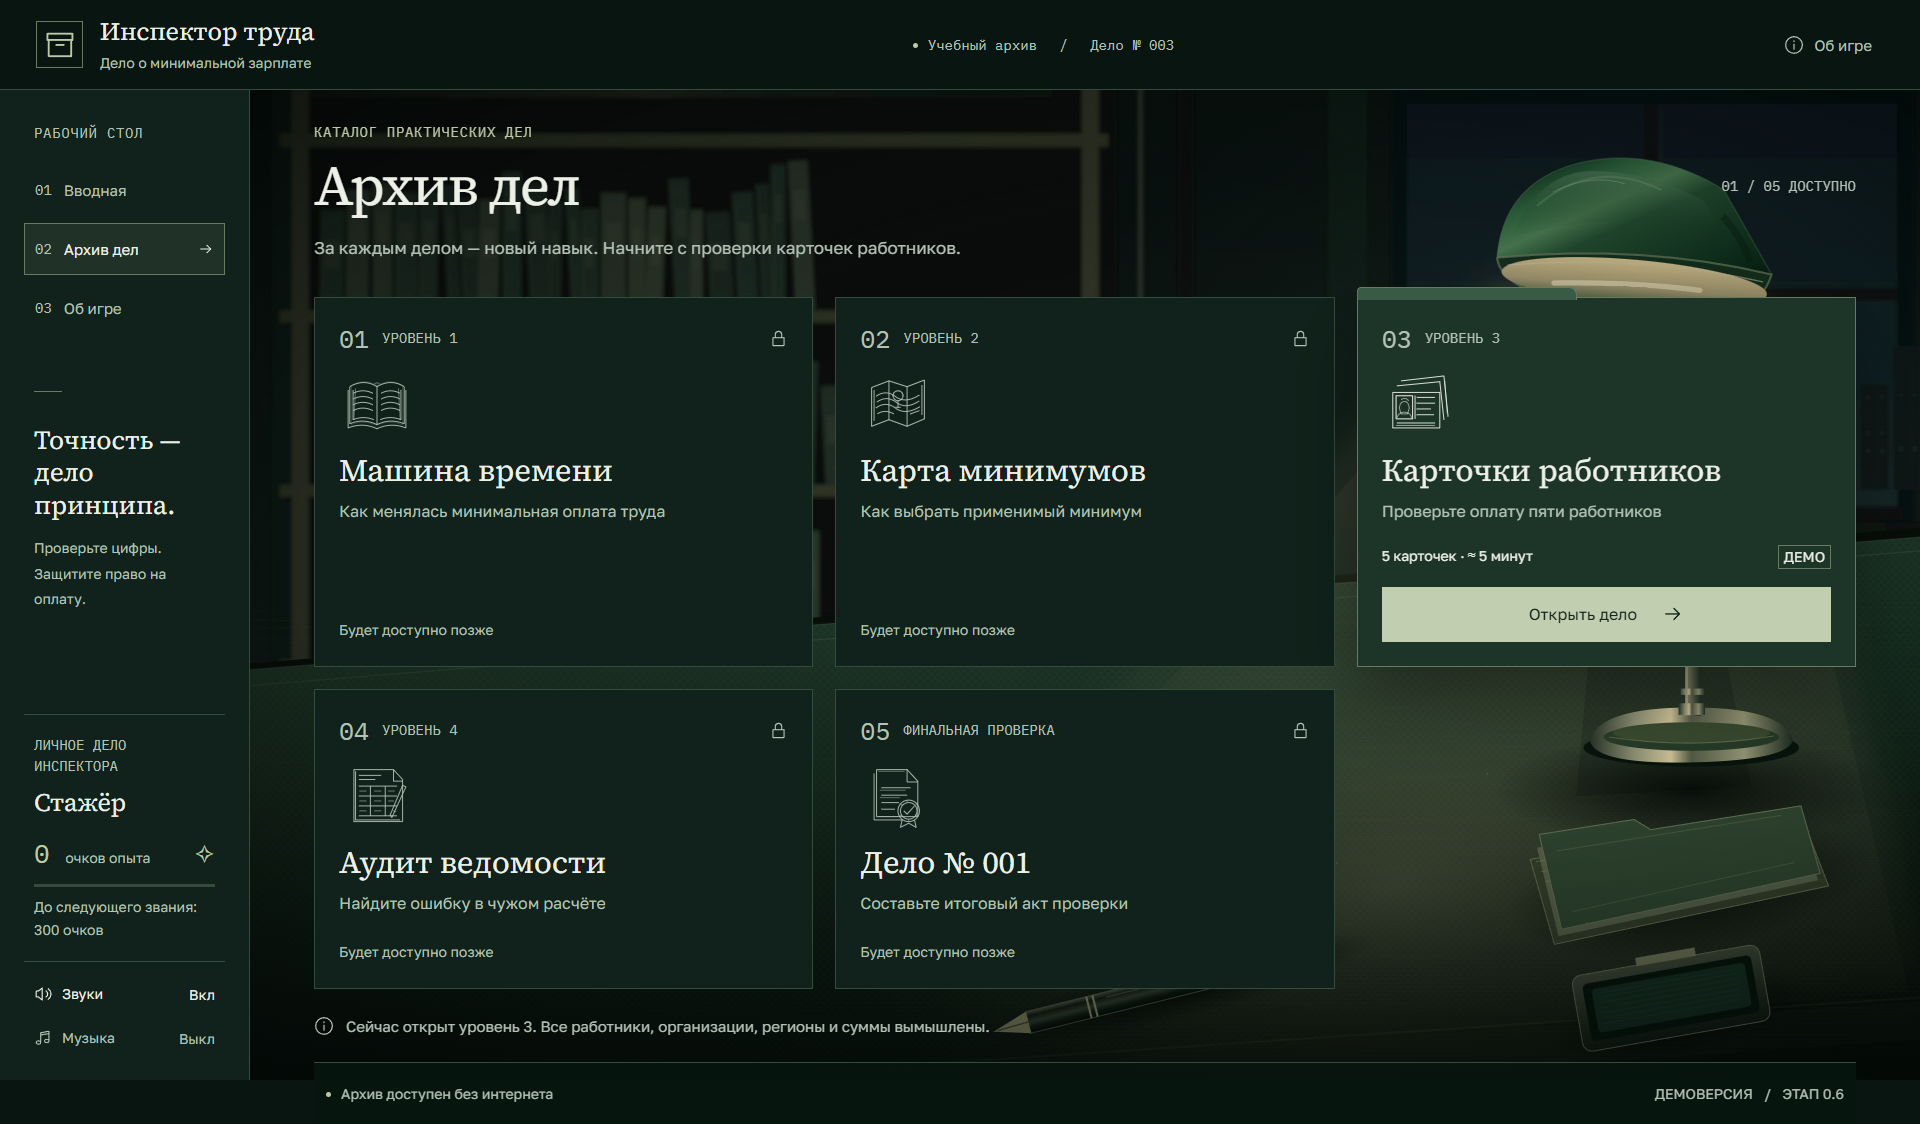 Инспектор труда
Дело о минимальной зарплате
• Учебный архив / Дело № 003
Об игре
РАБОЧИЙ СТОЛ
01 Вводная
02 Архив дел →
03 Об игре
Точность —
дело
принципа.
Проверьте цифры.
Защитите право на
оплату.
ЛИЧНОЕ ДЕЛО
ИНСПЕКТОРА
Стажёр
0 очков опыта
До следующего звания:
300 очков
Звуки Вкл
Музыка Выкл
КАТАЛОГ ПРАКТИЧЕСКИХ ДЕЛ
Архив дел
01 / 05 ДОСТУПНО
За каждым делом — новый навык. Начните с проверки карточек работников.
01 УРОВЕНЬ 1
Машина времени
Как менялась минимальная оплата труда
Будет доступно позже
02 УРОВЕНЬ 2
Карта минимумов
Как выбрать применимый минимум
Будет доступно позже
03 УРОВЕНЬ 3
Карточки работников
Проверьте оплату пяти работников
5 карточек · ≈ 5 минут ДЕМО
Открыть дело →
04 УРОВЕНЬ 4
Аудит ведомости
Найдите ошибку в чужом расчёте
Будет доступно позже
05 ФИНАЛЬНАЯ ПРОВЕРКА
Дело № 001
Составьте итоговый акт проверки
Будет доступно позже
Сейчас открыт уровень 3. Все работники, организации, регионы и суммы вымышлены.
• Архив доступен без интернета
ДЕМОВЕРСИЯ / ЭТАП 0.6